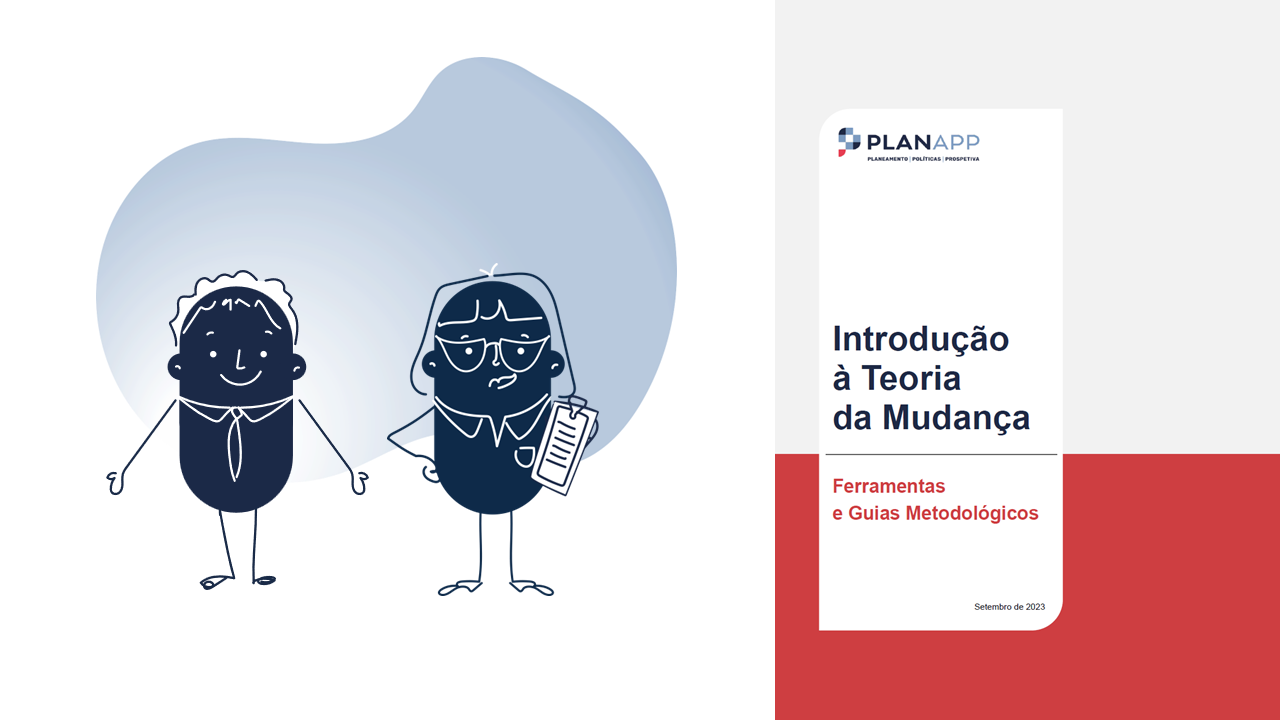 PLANAPP
PLANEAMENTO | POLÍTICAS | PROSPETIVA
Introdução
à Teoria
da Mudança
Ferramentas
e Guias Metodológicos
Setembro de 2023